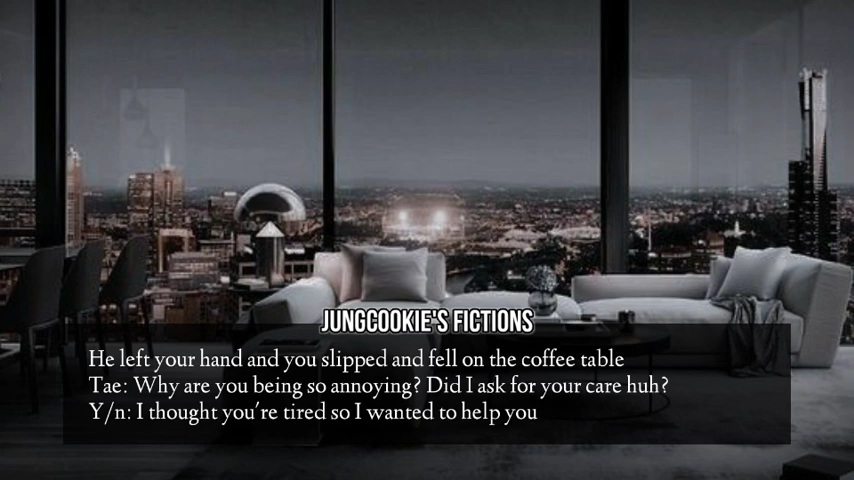 JUNGCOOKIE'S FICTIONS
He left your hand and you slipped and fell on the coffee table
Tae: Why are you being so annoying? Did I ask for your care huh?
Y/n: I thought you're tired so I wanted to help you